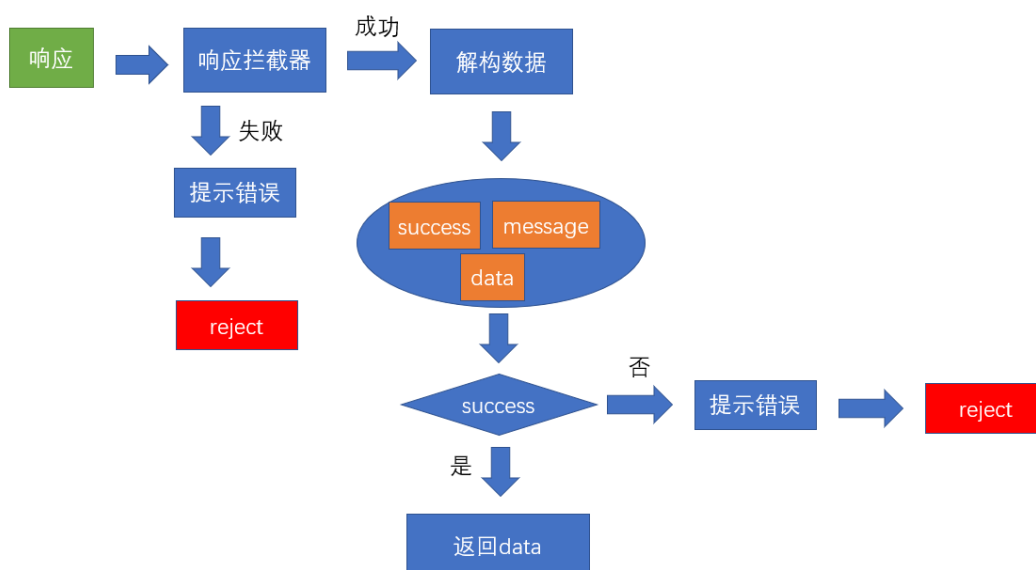 响应
响应拦截器
成功
解构数据
失败
提示错误
reject
success
message
data
success
否
提示错误
reject
是
返回data